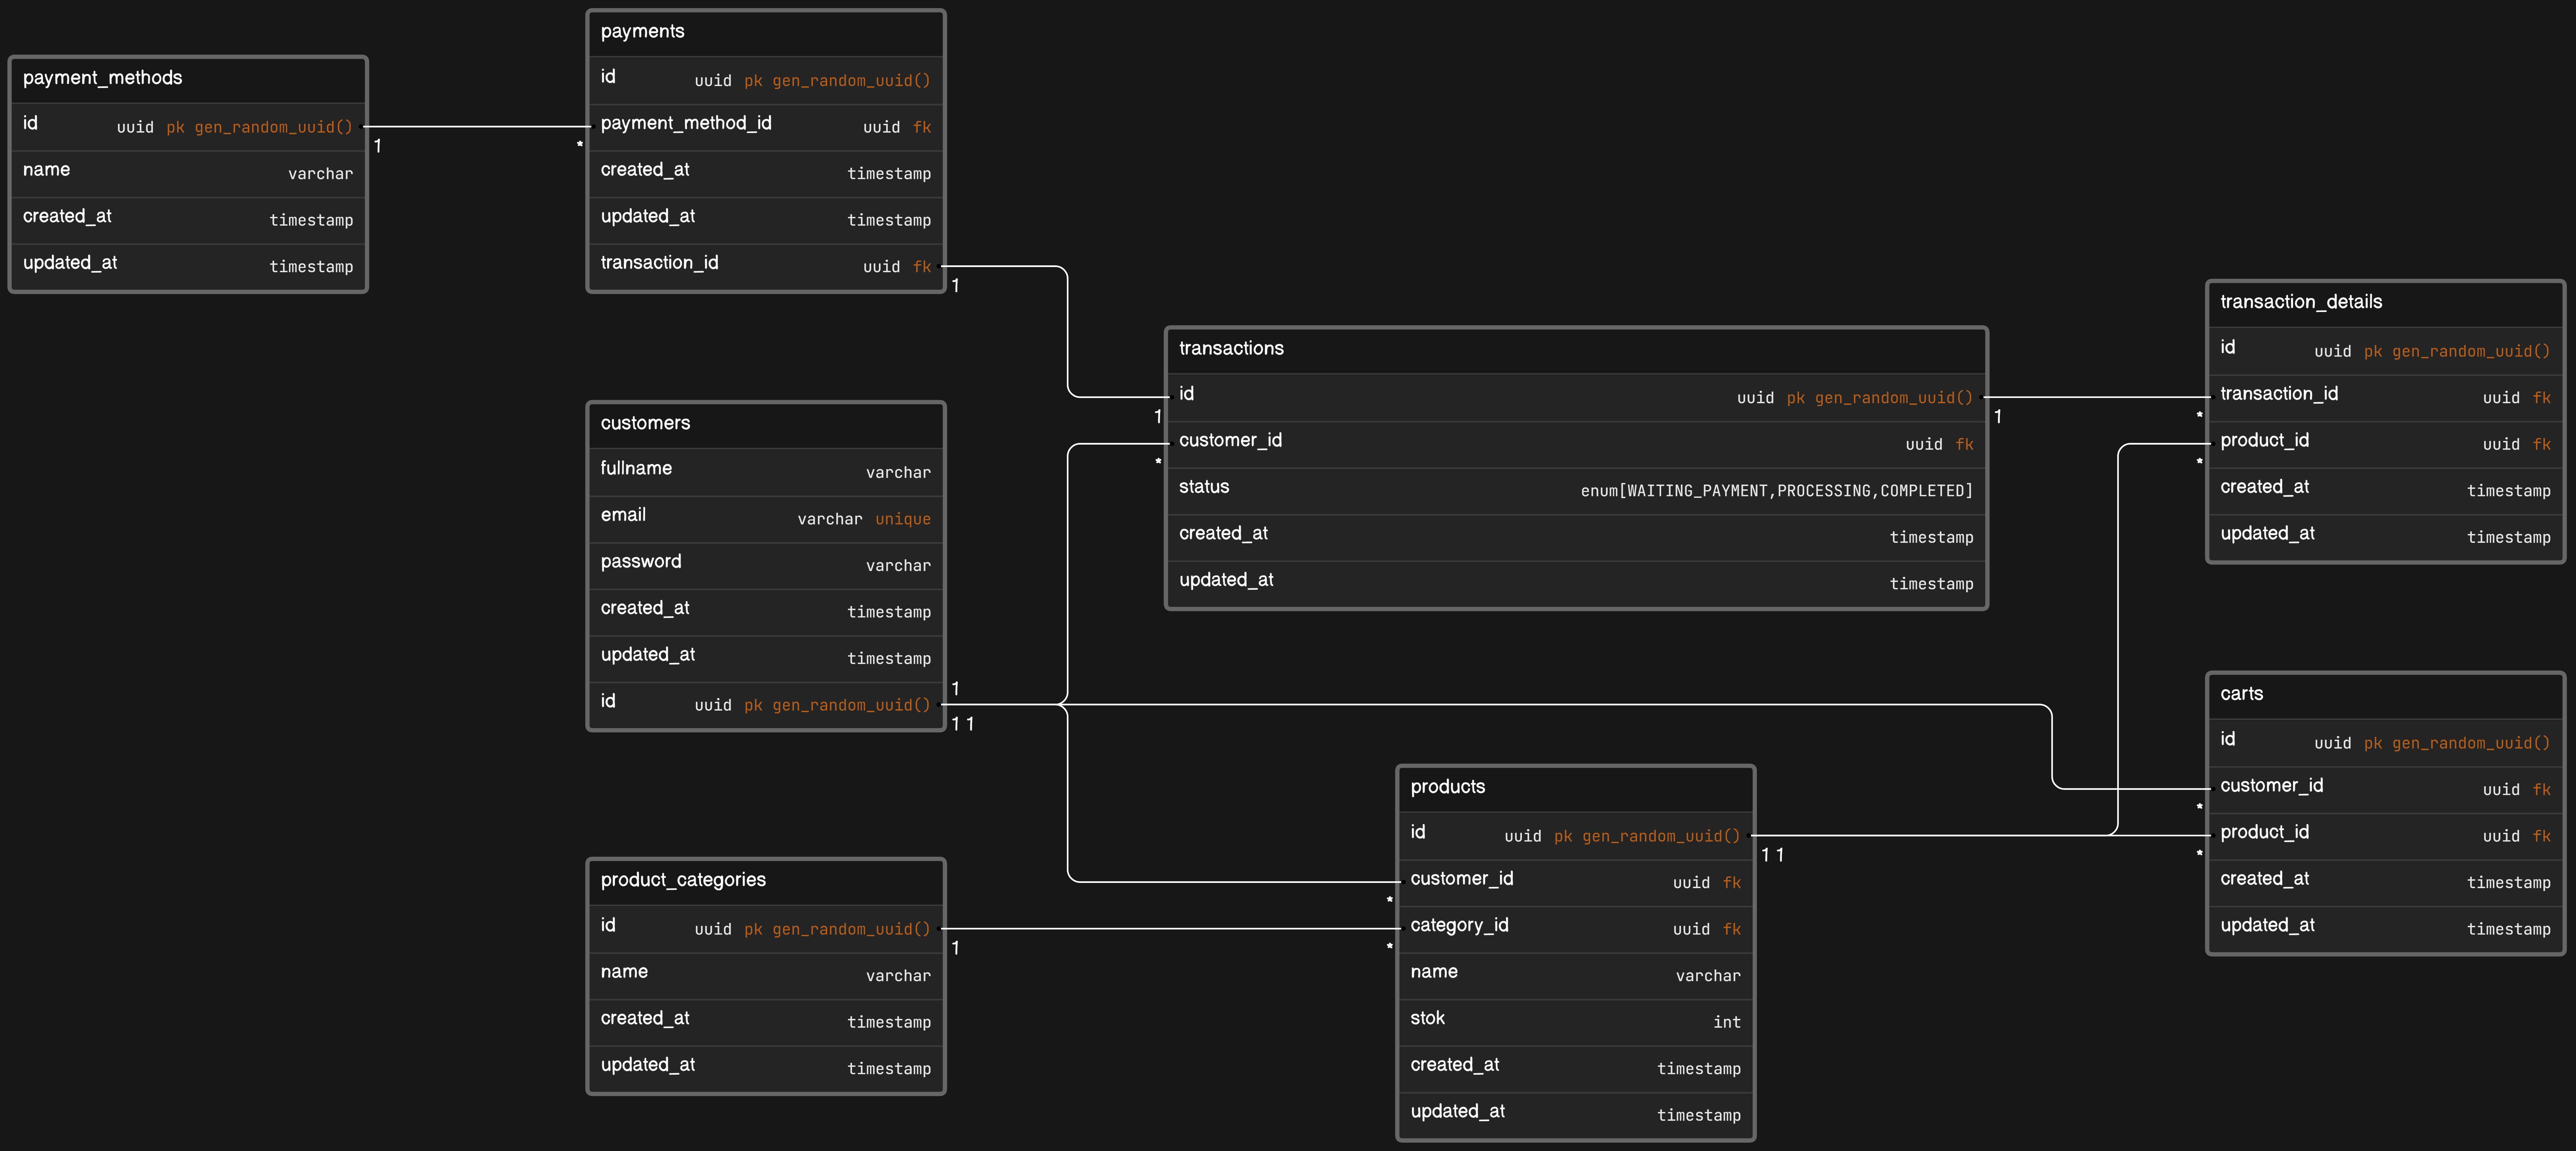 payment_methods
id uuid pk gen_random_uuid()
name varchar
created_at timestamp
updated_at timestamp
1
*
payments
id uuid pk gen_random_uuid()
payment_method_id uuid fk
created_at timestamp
updated_at timestamp
transaction_id uuid fk
1
customers
fullname varchar
email varchar unique
password varchar
created_at timestamp
updated_at timestamp
id uuid pk gen_random_uuid()
1
1 1
product_categories
id uuid pk gen_random_uuid()
name varchar
created_at timestamp
updated_at timestamp
1
1
*
transactions
id uuid pk gen_random_uuid()
customer_id uuid fk
status enum[WAITING_PAYMENT,PROCESSING,COMPLETED]
created_at timestamp
updated_at timestamp
1
*
*
products
id uuid pk gen_random_uuid()
customer_id uuid fk
category_id uuid fk
name varchar
stok int
created_at timestamp
updated_at timestamp
1 1
*
*
transaction_details
id uuid pk gen_random_uuid()
transaction_id uuid fk
product_id uuid fk
created_at timestamp
updated_at timestamp
*
*
carts
id uuid pk gen_random_uuid()
customer_id uuid fk
product_id uuid fk
created_at timestamp
updated_at timestamp